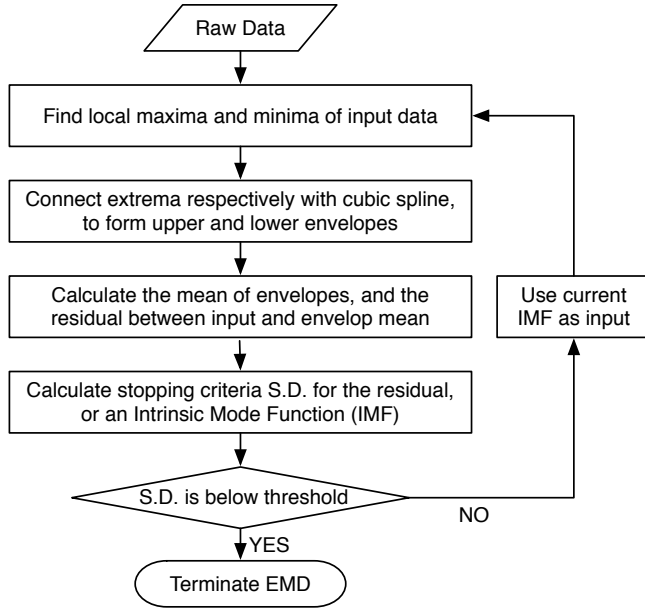 Raw Data
Find local maxima and minima of input data
Connect extrema respectively with cubic spline,
to form upper and lower envelopes
Calculate the mean of envelopes, and the
residual between input and envelop mean
Use current
IMF as input
Calculate stopping criteria S.D. for the residual,
or an Intrinsic Mode Function (IMF)
S.D. is below threshold
NO
YES
Terminate EMD